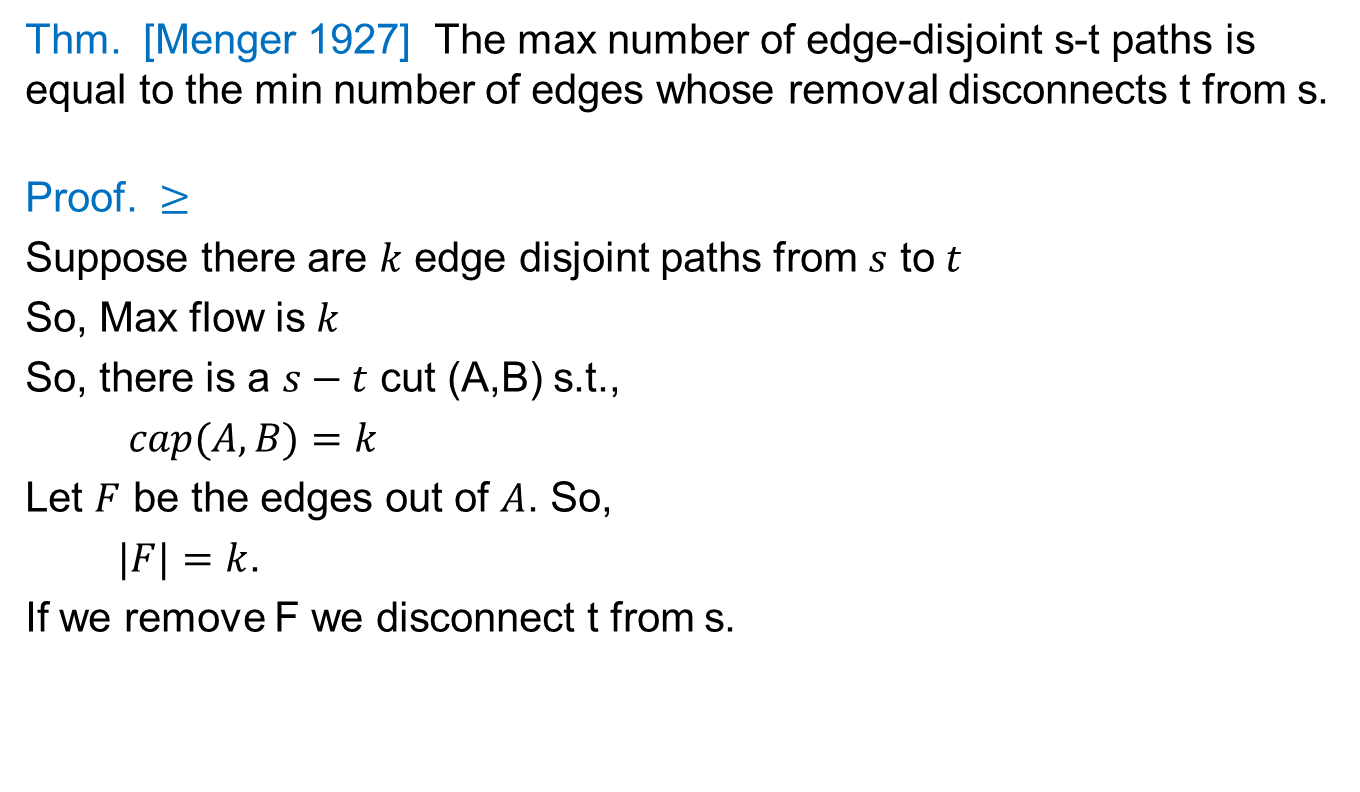 Thm. [Menger 1927] The max number of edge-disjoint s-t paths is
equal to the min number of edges whose removal disconnects t from s.
Proof. ≥
Suppose there are 𝑘 edge disjoint paths from 𝑠 to 𝑡
So, Max flow is 𝑘
So, there is a 𝑠 − 𝑡 cut (A,B) s.t.,
𝑐𝑎𝑝(𝐴, 𝐵) = 𝑘
Let 𝐹 be the edges out of 𝐴. So,
|𝐹| = 𝑘.
If we remove F we disconnect t from s.